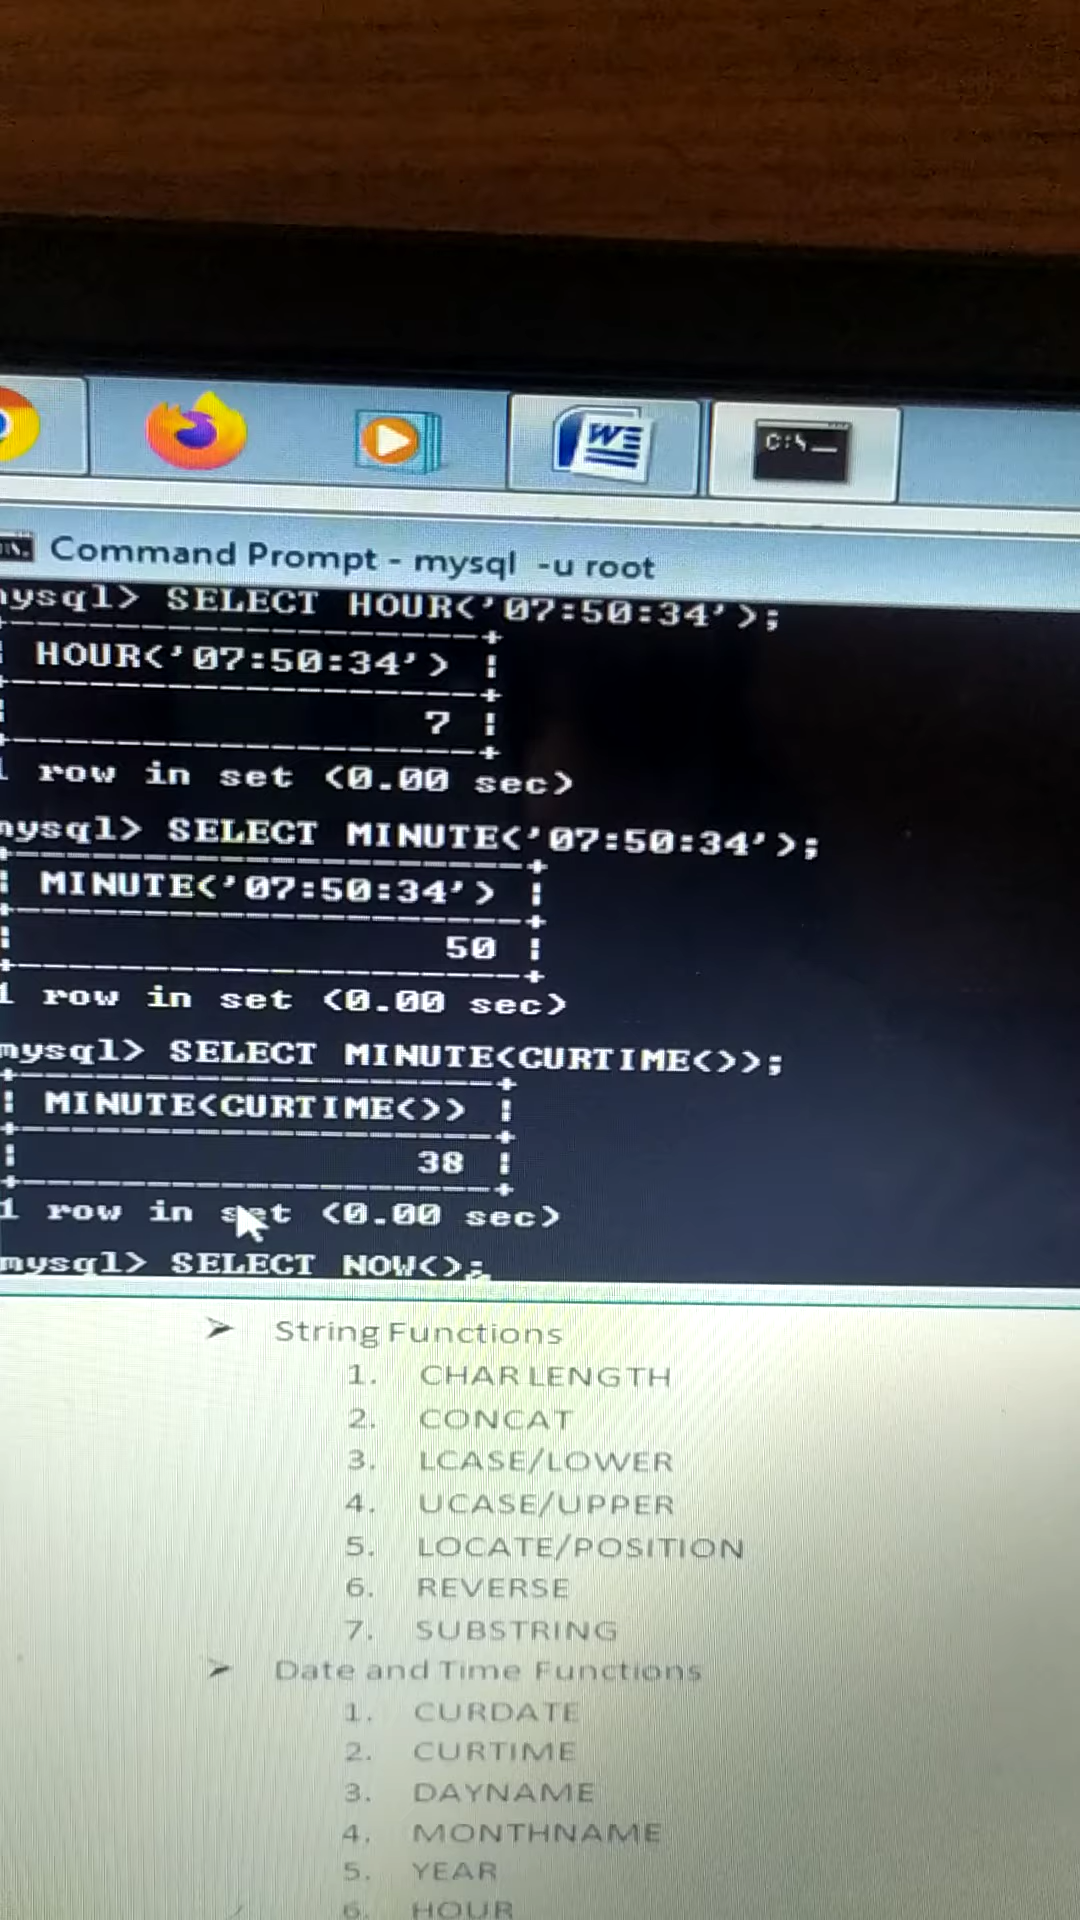 C:\_
Command Prompt - mysql -u root
mysql> SELECT HOUR('07:50:34');
HOUR('07:50:34')
7
1 row in set (0.00 sec)
mysql> SELECT MINUTE('07:50:34');
MINUTE('07:50:34')
50
1 row in set (0.00 sec)
mysql> SELECT MINUTE(CURTIME());
MINUTE(CURTIME())
38
1 row in set (0.00 sec)
mysql> SELECT NOW();
➢ String Functions
1. CHAR LENGTH
2. CONCAT
3. LCASE/LOWER
4. UCASE/UPPER
5. LOCATE/POSITION
6. REVERSE
7. SUBSTRING
➢ Date and Time Functions
1. CURDATE
2. CURTIME
3. DAYNAME
4. MONTHNAME
5. YEAR
6. HOUR